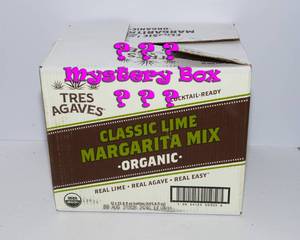 ? ? ?
Mystery Box
? ? ?
TRES
AGAVES
COCKTAIL-READY
CLASSIC LIME
MARGARITA MIX
·ORGANIC·
REAL LIME · REAL AGAVE · REAL EASY